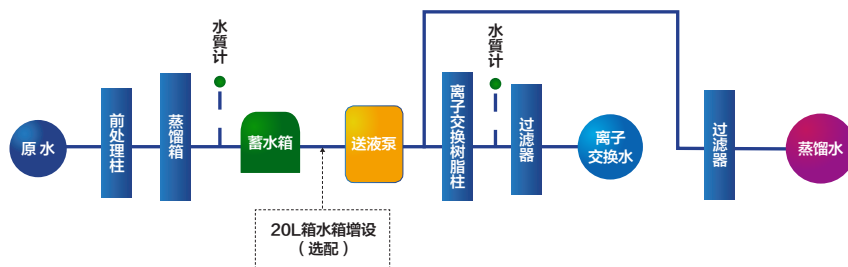 原水
前处理柱
蒸馏箱
水質计
蓄水箱
20L箱水箱增设
（选配）
送液泵
离子交换树脂柱
水質计
过滤器
离子
交换水
过滤器
蒸馏水